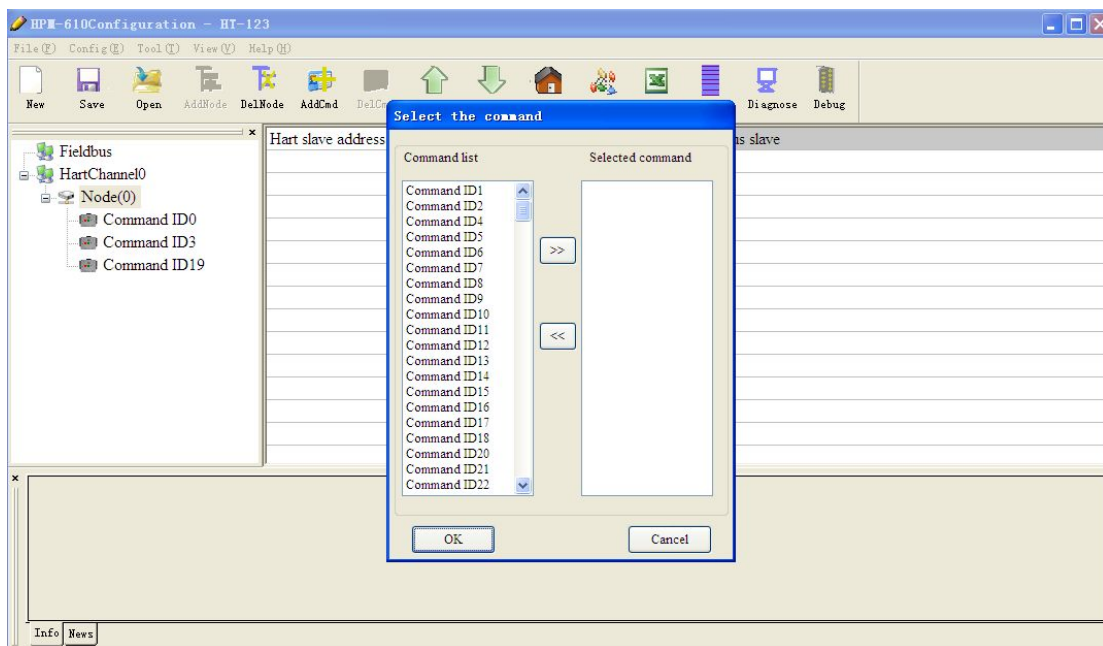 HPM-610Configuration - HT-123
File(F) Config(E) Tool(T) View(V) Help(H)
New Save Open AddNode DelNode AddCmd Diagnose Debug
Select the command
Hart slave address
Fieldbus
HartChannel0
Node(0)
Command ID0
Command ID3
Command ID19
Command list
Selected command
Command ID1
Command ID2
Command ID4
Command ID5
Command ID6
Command ID7
Command ID8
Command ID9
Command ID10
Command ID11
Command ID12
Command ID13
Command ID14
Command ID15
Command ID16
Command ID17
Command ID18
Command ID20
Command ID21
Command ID22
>>
<<
OK
Cancel
slave
Info News